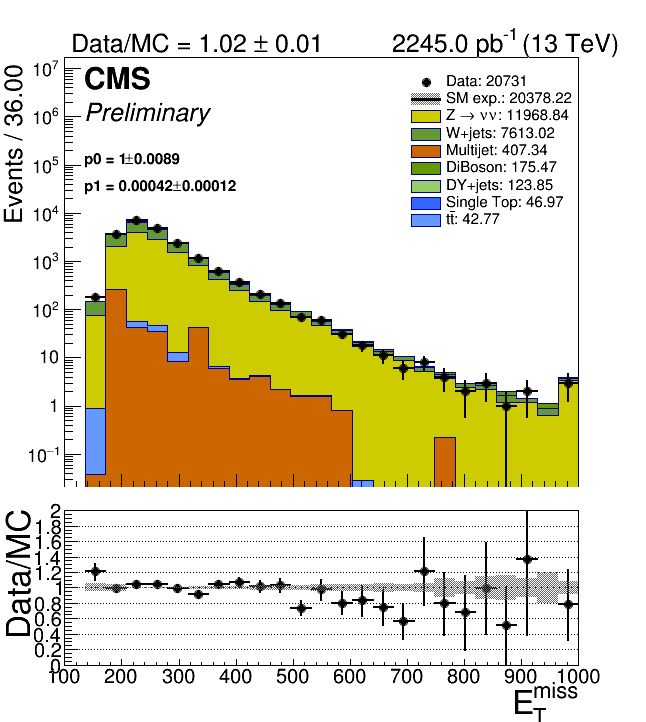 Data/MC = 1.02 ± 0.01 2245.0 pb⁻¹ (13 TeV)
Events / 36.00
CMS
Preliminary
p0 = 1±0.0089
p1 = 0.00042±0.00012
Data: 20731
SM exp.: 20378.22
Z → νν: 11968.84
W+jets: 7613.02
Multijet: 407.34
DiBoson: 175.47
DY+jets: 123.85
Single Top: 46.97
tt̄: 42.77
10⁷
10⁶
10⁵
10⁴
10³
10²
10
1
10⁻¹
Data/MC
2
1.8
1.6
1.4
1.2
1.0
0.8
0.6
0.4
0.2
0
100 200 300 400 500 600 700 800 900 1000
E_T^miss